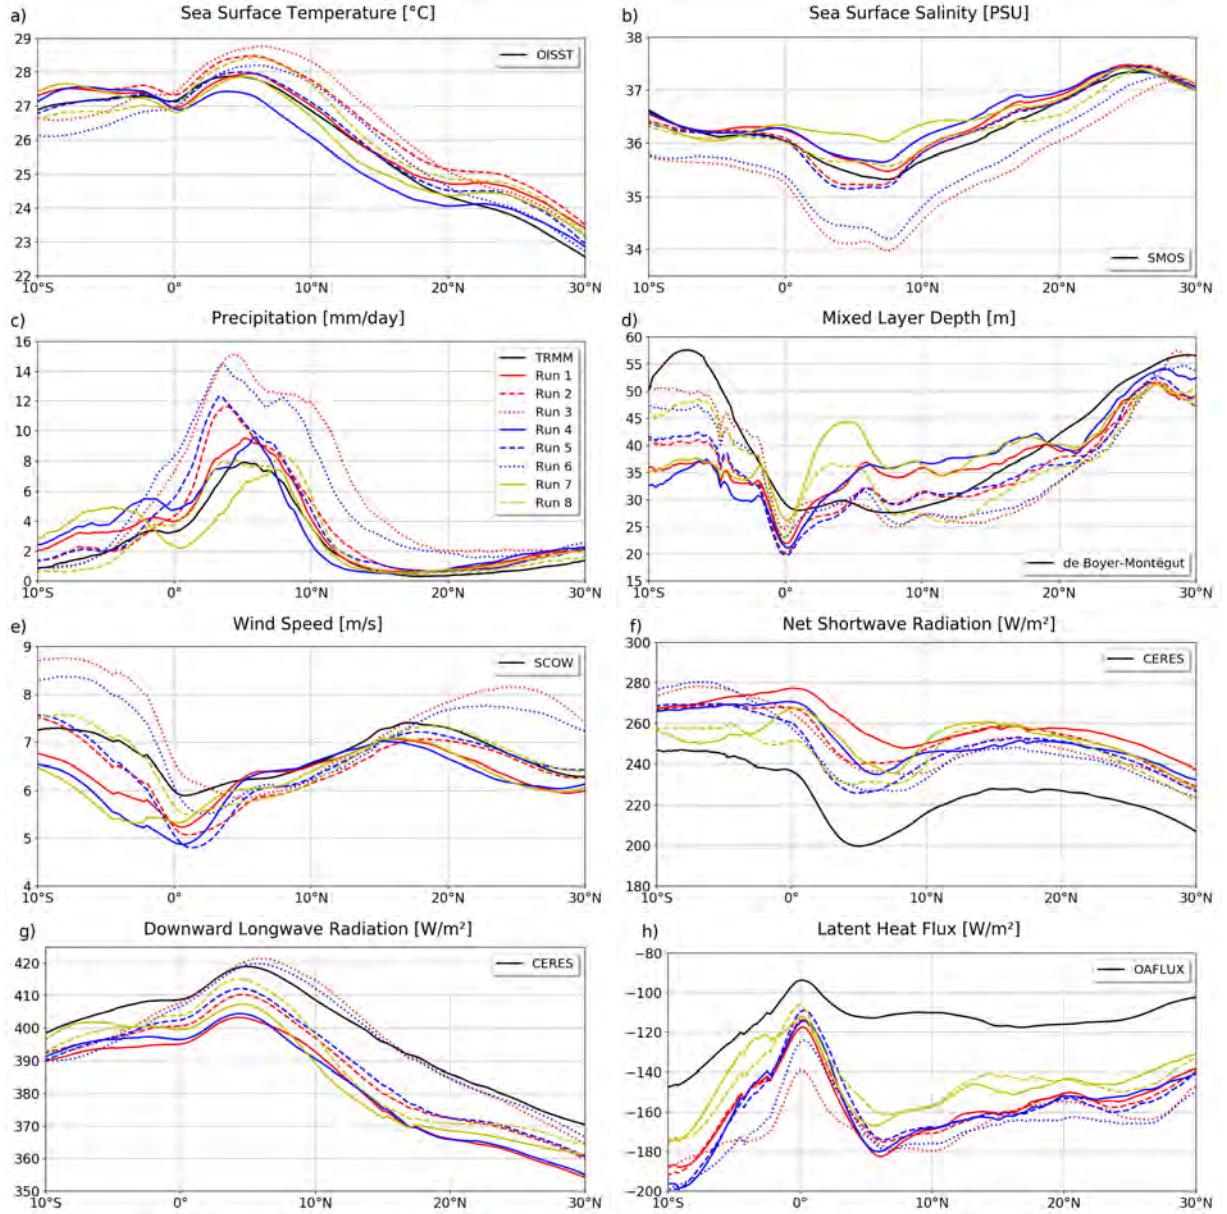 a) Sea Surface Temperature [°C]
OISST
29
28
27
26
25
24
23
22
10°S 0° 10°N 20°N 30°N
b) Sea Surface Salinity [PSU]
38
37
36
35
34
SMOS
10°S 0° 10°N 20°N 30°N
c) Precipitation [mm/day]
16
14
12
10
8
6
4
2
0
TRMM
Run 1
Run 2
Run 3
Run 4
Run 5
Run 6
Run 7
Run 8
10°S 0° 10°N 20°N 30°N
d) Mixed Layer Depth [m]
60
55
50
45
40
35
30
25
20
15
de Boyer-Montégut
10°S 0° 10°N 20°N 30°N
e) Wind Speed [m/s]
SCOW
9
8
7
6
5
4
10°S 0° 10°N 20°N 30°N
f) Net Shortwave Radiation [W/m²]
CERES
300
280
260
240
220
200
180
10°S 0° 10°N 20°N 30°N
g) Downward Longwave Radiation [W/m²]
CERES
420
410
400
390
380
370
360
350
10°S 0° 10°N 20°N 30°N
h) Latent Heat Flux [W/m²]
OAFLUX
−80
−100
−120
−140
−160
−180
−200
10°S 0° 10°N 20°N 30°N